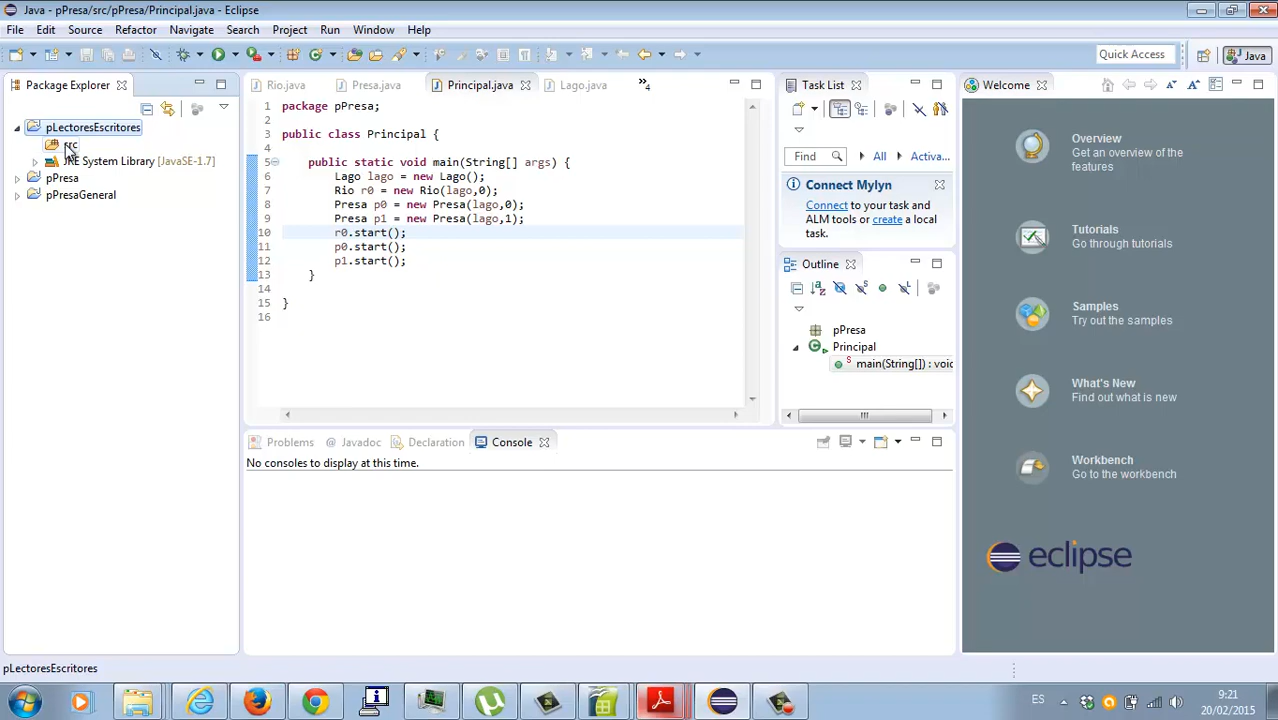 Java - pPresa/src/pPresa/Principal.java - Eclipse
File Edit Source Refactor Navigate Search Project Run Window Help
Quick Access
Java
Package Explorer
pLectoresEscritores
JRE System Library [JavaSE-1.7]
pPresa
pPresaGeneral
Rio.java Presa.java Principal.java Lago.java »4
1 package pPresa;
2
3 public class Principal {
4
5 public static void main(String[] args) {
6 Lago lago = new Lago();
7 Rio r0 = new Rio(lago,0);
8 Presa p0 = new Presa(lago,0);
9 Presa p1 = new Presa(lago,1);
10 r0.start();
11 p0.start();
12 p1.start();
13 }
14
15 }
16
Task List
Find All Activa...
Connect Mylyn
Connect to your task and
ALM tools or create a local
task.
Outline
pPresa
Principal
main(String[]) : void
Welcome
Overview
Get an overview of the
features
Tutorials
Go through tutorials
Samples
Try out the samples
What's New
Find out what is new
Workbench
Go to the workbench
eclipse
Problems @ Javadoc Declaration Console
No consoles to display at this time.
pLectoresEscritores
ES
9:21
20/02/2015